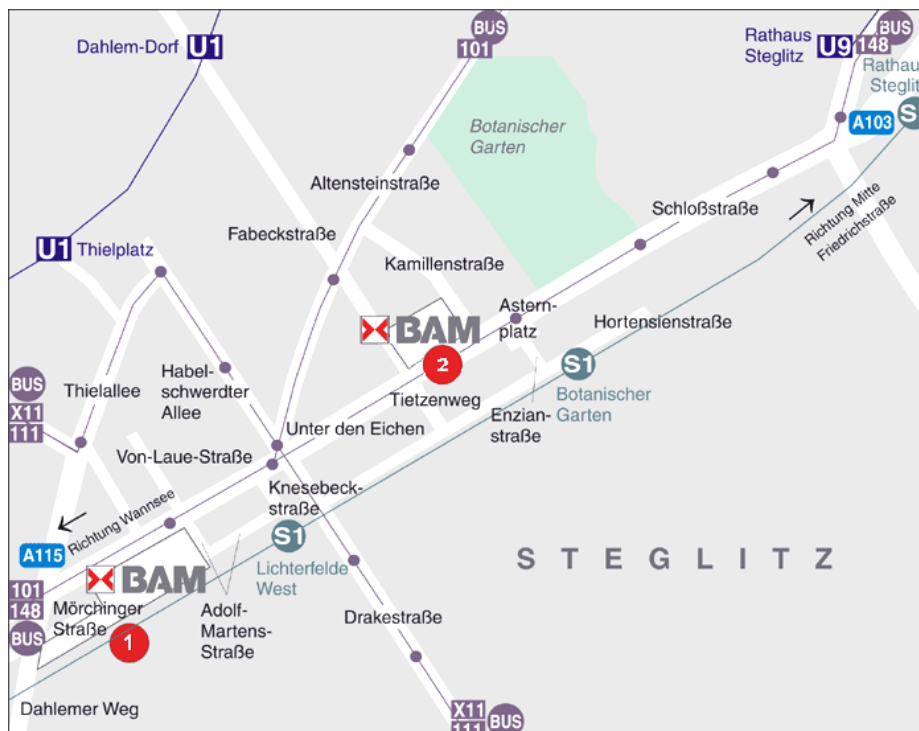 Dahlem-Dorf U1
BUS
101
Rathaus
Steglitz
U9
BUS
148
Rathau
Steglit
S
A103
Botanischer
Garten
Altensteinstraße
Schloßstraße
Richtung Mitte
Friedrichstraße
Fabeckstraße
U1 Thielplatz
Kamillenstraße
Astern-
platz
Hortensienstraße
BAM
2
S1
Botanischer
Garten
BUS
X11
111
Thielallee
Habel-
schwerdter
Allee
Tietzenweg
Enzian-
straße
Unter den Eichen
Von-Laue-Straße
Knesebeck-
straße
Richtung Wannsee
S1
Lichterfelde
West
A115
STEGLITZ
BAM
101
148
BUS
Mörchinger
Straße
1
Adolf-
Martens-
Straße
Drakestraße
Dahlemer Weg
X11
111
BUS